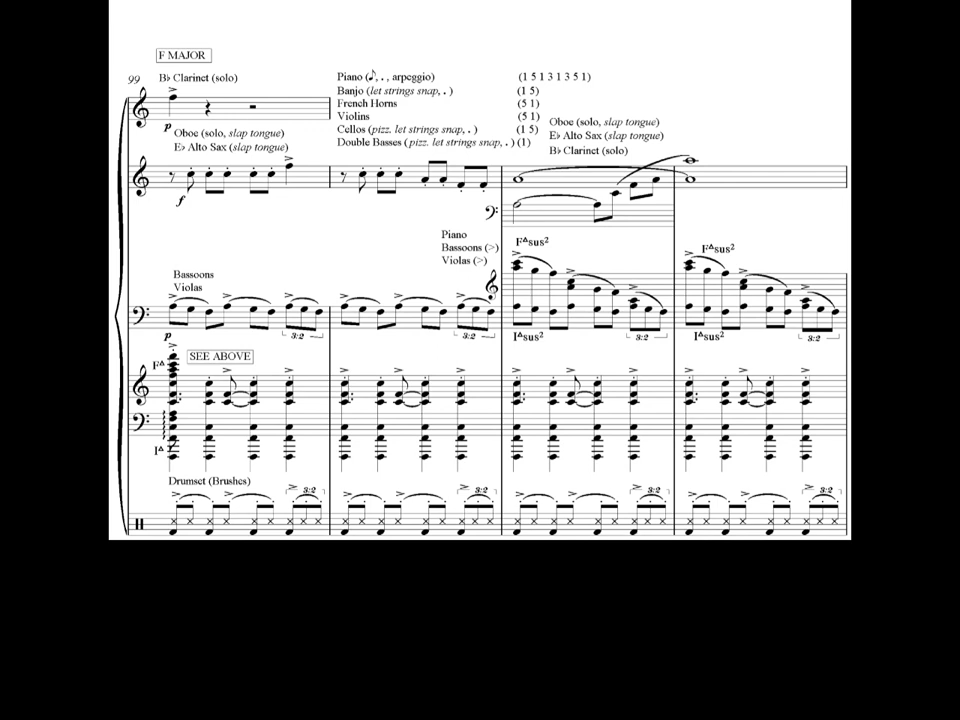 F MAJOR
99 B♭ Clarinet (solo)
Piano (♪, . , arpeggio) (1 5 1 3 1 3 5 1)
Banjo (let strings snap, . ) (1 5)
French Horns (5 1)
Violins (5 1)
Cellos (pizz. let strings snap, . ) (1 5)
Double Basses ( pizz. let strings snap, . ) (1)
p
Oboe (solo, slap tongue)
E♭ Alto Sax (slap tongue)
Oboe (solo, slap tongue)
E♭ Alto Sax (slap tongue)
B♭ Clarinet (solo)
f
Piano
Bassoons (>)
Violas (>)
F△sus2
F△sus2
Bassoons
Violas
p
3:2
3:2
I△sus2
3:2
I△sus2
3:2
SEE ABOVE
F△
I△
Drumset (Brushes)
3:2
3:2
3:2
3:2